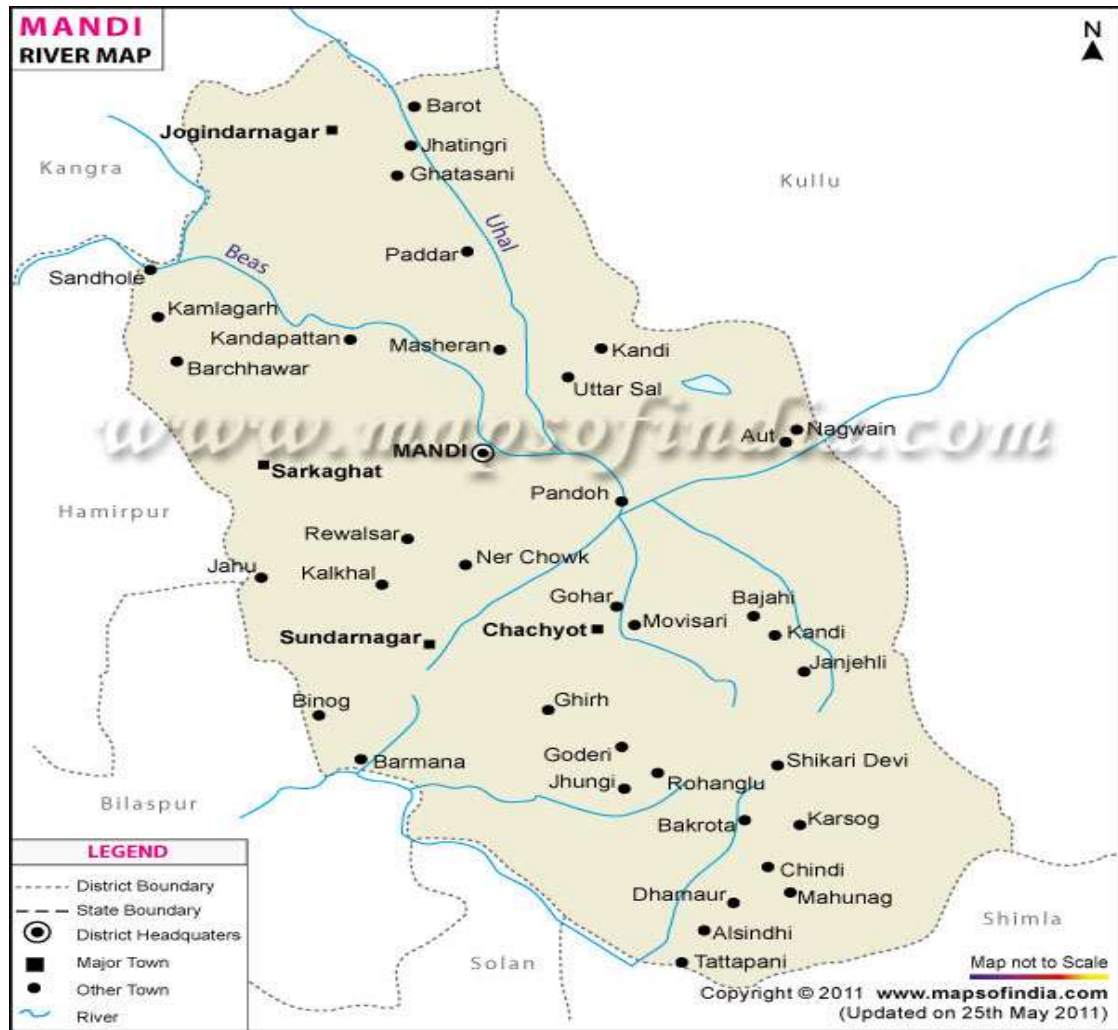 MANDI
RIVER MAP
N
Barot
Jogindarnagar
Jhatingri
Kangra
Ghatasani
Kullu
Uhal
Beas
Paddar
Sandhole
Kamlagarh
Kandapattan
Masheran
Kandi
Barchhawar
Uttar Sal
www.mapsofindia.com
Nagwain
Aut
MANDI
Sarkaghat
Pandoh
Hamirpur
Rewalsar
Ner Chowk
Jahu
Kalkhal
Gohar
Bajahi
Movisari
Chachyot
Kandi
Sundarnagar
Janjehli
Binog
Ghirh
Goderi
Barmana
Shikari Devi
Rohanglu
Jhungi
Bilaspur
Bakrota
Karsog
LEGEND
District Boundary
State Boundary
District Headquaters
Major Town
Other Town
River
Chindi
Dhamaur
Mahunag
Shimla
Alsindhi
Solan
Tattapani
Map not to Scale
Copyright © 2011 www.mapsofindia.com
(Updated on 25th May 2011)